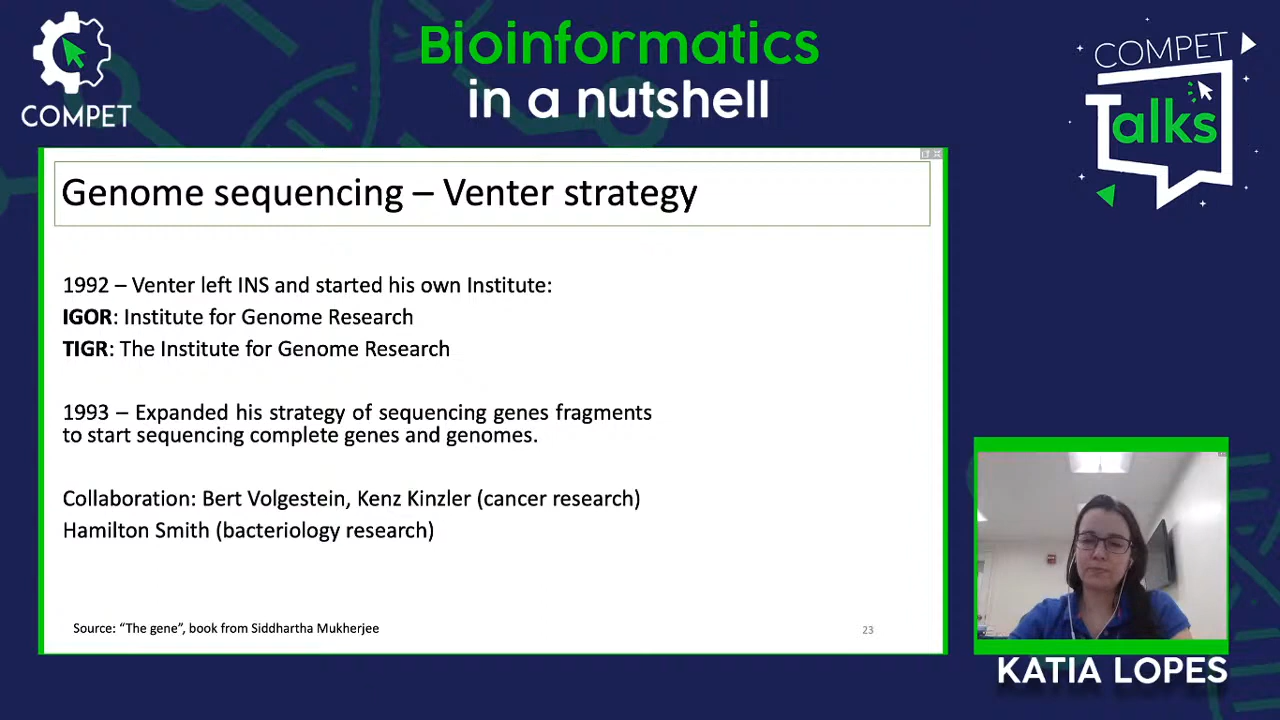 COMPET
Bioinformatics
in a nutshell
COMPET
Talks
Genome sequencing – Venter strategy
1992 – Venter left INS and started his own Institute:
IGOR: Institute for Genome Research
TIGR: The Institute for Genome Research
1993 – Expanded his strategy of sequencing genes fragments
to start sequencing complete genes and genomes.
Collaboration: Bert Volgestein, Kenz Kinzler (cancer research)
Hamilton Smith (bacteriology research)
Source: “The gene”, book from Siddhartha Mukherjee
23
KATIA LOPES